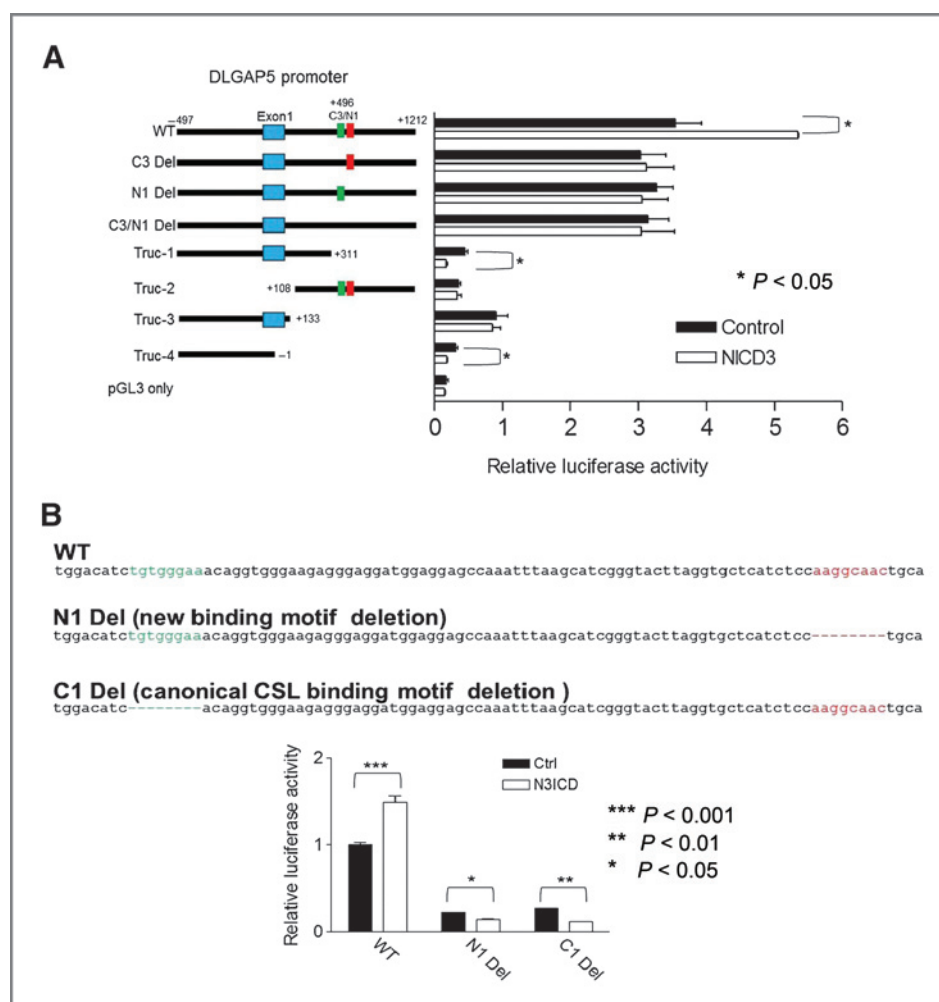 A
DLGAP5 promoter
−497 Exon1 +496 C3/N1 +1212
WT
C3 Del
N1 Del
C3/N1 Del
Truc-1 +311
Truc-2 +108
Truc-3 +133
Truc-4 −1
pGL3 only
*
*
*
* P < 0.05
Control
NICD3
0 1 2 3 4 5 6
Relative luciferase activity
B
WT
tggacatctgtgggaaacaggtgggaagagggaggatggaggagccaaatttaagcatcgggtacttaggtgctcatctccaaggcaactgca
N1 Del (new binding motif deletion)
tggacatctgtgggaaacaggtgggaagagggaggatggaggagccaaatttaagcatcgggtacttaggtgctcatctcc--------tgca
C1 Del (canonical CSL binding motif deletion )
tggacatc--------acaggtgggaagagggaggatggaggagccaaatttaagcatcgggtacttaggtgctcatctccaaggcaactgca
Relative luciferase activity
2
1
0
***
*
**
Ctrl
N3ICD
*** P < 0.001
** P < 0.01
* P < 0.05
WT
N1 Del
C1 Del